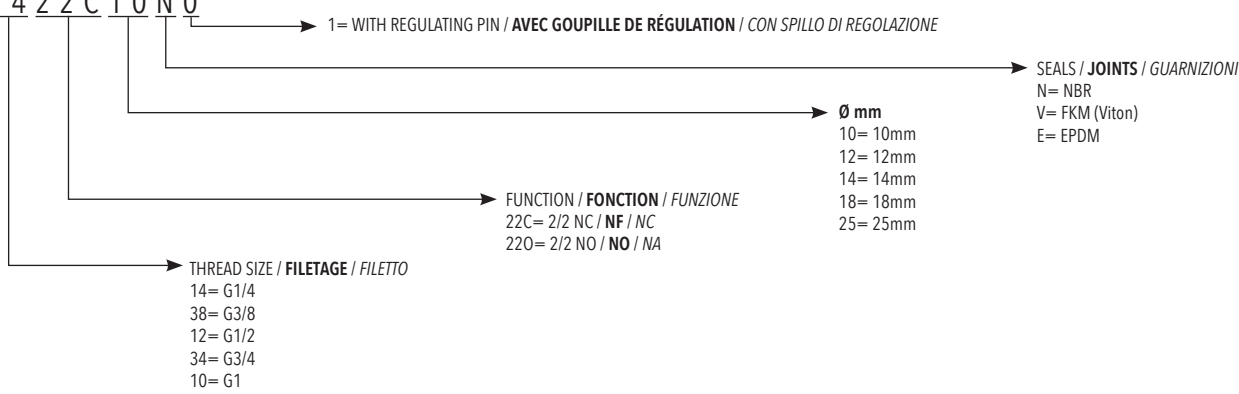 4 2 2 C 1 0 N 0
1= WITH REGULATING PIN / AVEC GOUPILLE DE RÉGULATION / CON SPILLO DI REGOLAZIONE
SEALS / JOINTS / GUARNIZIONI
N= NBR
V= FKM (Viton)
E= EPDM
Ø mm
10= 10mm
12= 12mm
14= 14mm
18= 18mm
25= 25mm
FUNCTION / FONCTION / FUNZIONE
22C= 2/2 NC / NF / NC
22O= 2/2 NO / NO / NA
THREAD SIZE / FILETAGE / FILETTO
14= G1/4
38= G3/8
12= G1/2
34= G3/4
10= G1